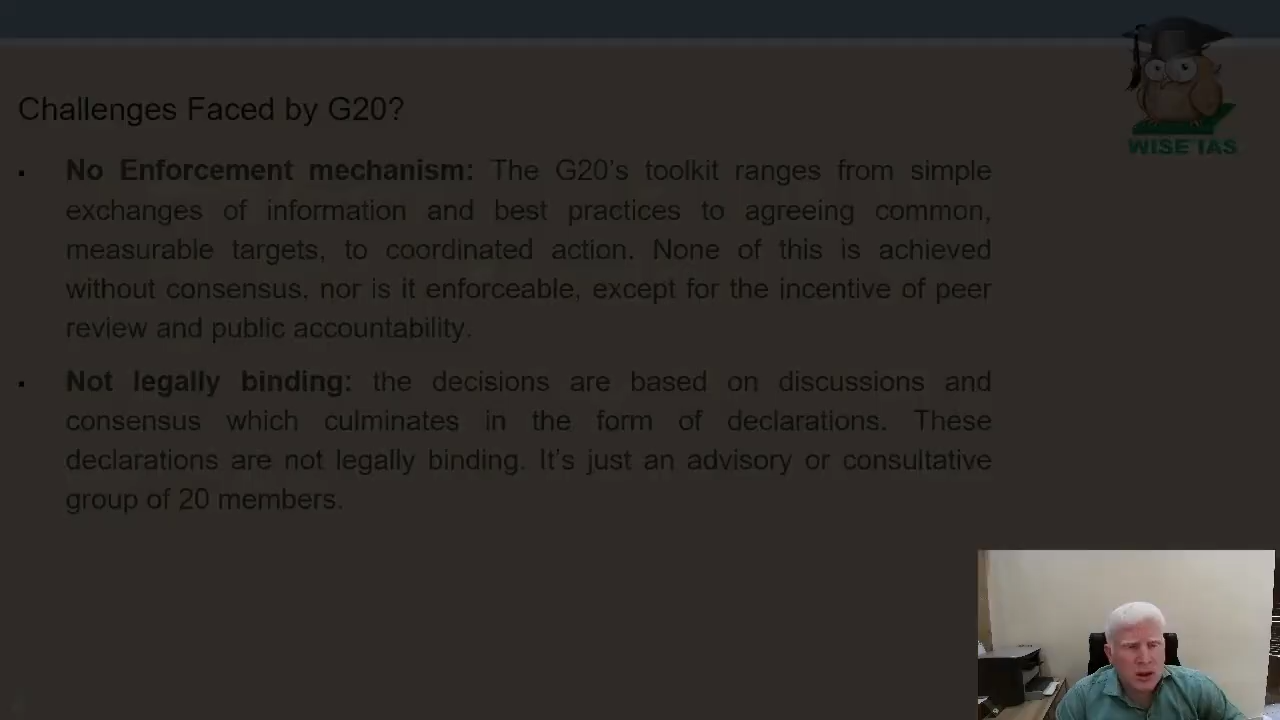 WISE IAS
Challenges Faced by G20?
▪ No Enforcement mechanism: The G20's toolkit ranges from simple
exchanges of information and best practices to agreeing common,
measurable targets, to coordinated action. None of this is achieved
without consensus, nor is it enforceable, except for the incentive of peer
review and public accountability.
▪ Not legally binding: the decisions are based on discussions and
consensus which culminates in the form of declarations. These
declarations are not legally binding. It's just an advisory or consultative
group of 20 members.